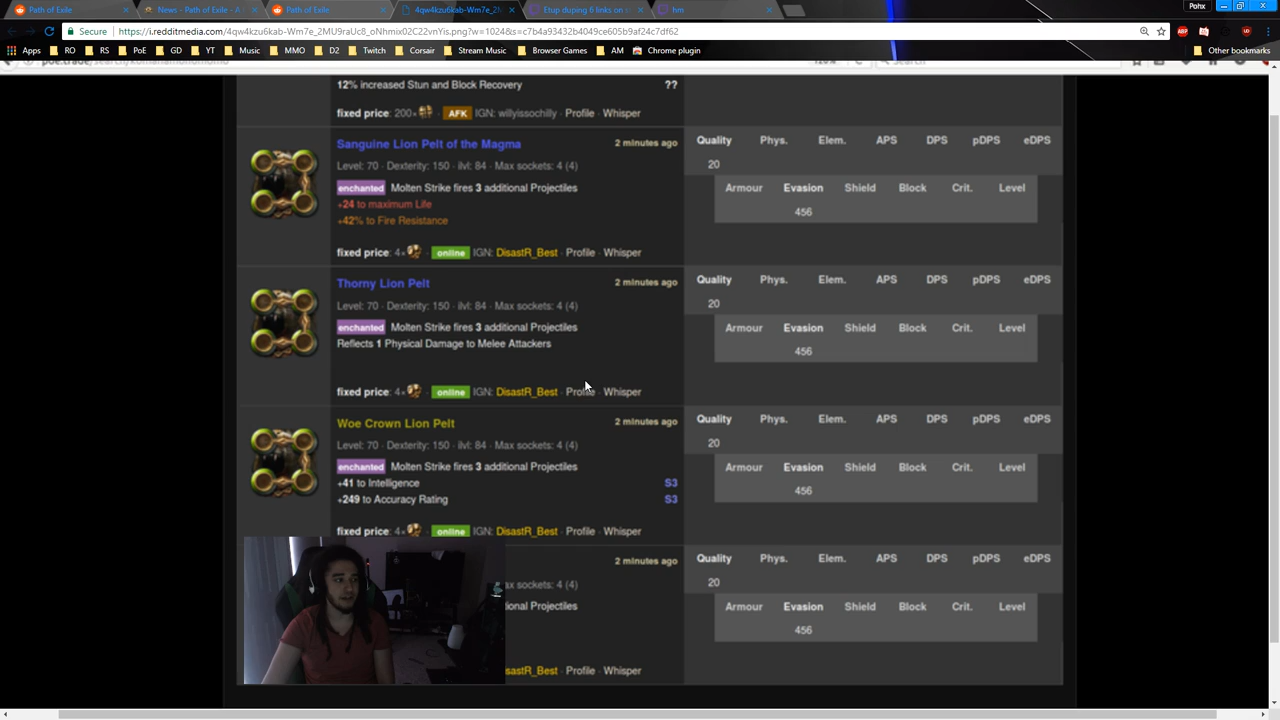 Path of Exile
News - Path of Exile - A
Path of Exile
4qw4kzu6kab-Wm7e_2
Etup duping 6 links on
hm
Pohx
Secure https://i.redditmedia.com/4qw4kzu6kab-Wm7e_2MU9raUc8_oNhmix02C22vnYis.png?w=1024&s=c7b4a93432b4049ce605b9af24c7df62
Apps RO RS PoE GD YT Music MMO D2 Twitch Corsair Stream Music Browser Games AM Chrome plugin Other bookmarks
12% increased Stun and Block Recovery ??
fixed price: 200× · AFK IGN: willyissochilly · Profile · Whisper
Sanguine Lion Pelt of the Magma 2 minutes ago
Level: 70 · Dexterity: 150 · ilvl: 84 · Max sockets: 4 (4)
enchanted Molten Strike fires 3 additional Projectiles
+24 to maximum Life
+42% to Fire Resistance
fixed price: 4× · online IGN: DisastR_Best · Profile · Whisper
Quality Phys. Elem. APS DPS pDPS eDPS
20
Armour Evasion Shield Block Crit. Level
456
Thorny Lion Pelt 2 minutes ago
Level: 70 · Dexterity: 150 · ilvl: 84 · Max sockets: 4 (4)
enchanted Molten Strike fires 3 additional Projectiles
Reflects 1 Physical Damage to Melee Attackers
fixed price: 4× · online IGN: DisastR_Best · Profile · Whisper
Quality Phys. Elem. APS DPS pDPS eDPS
20
Armour Evasion Shield Block Crit. Level
456
Woe Crown Lion Pelt 2 minutes ago
Level: 70 · Dexterity: 150 · ilvl: 84 · Max sockets: 4 (4)
enchanted Molten Strike fires 3 additional Projectiles
+41 to Intelligence S3
+249 to Accuracy Rating S3
fixed price: 4× · online IGN: DisastR_Best · Profile · Whisper
Quality Phys. Elem. APS DPS pDPS eDPS
20
Armour Evasion Shield Block Crit. Level
456
2 minutes ago
ax sockets: 4 (4)
ional Projectiles
sastR_Best · Profile · Whisper
Quality Phys. Elem. APS DPS pDPS eDPS
20
Armour Evasion Shield Block Crit. Level
456